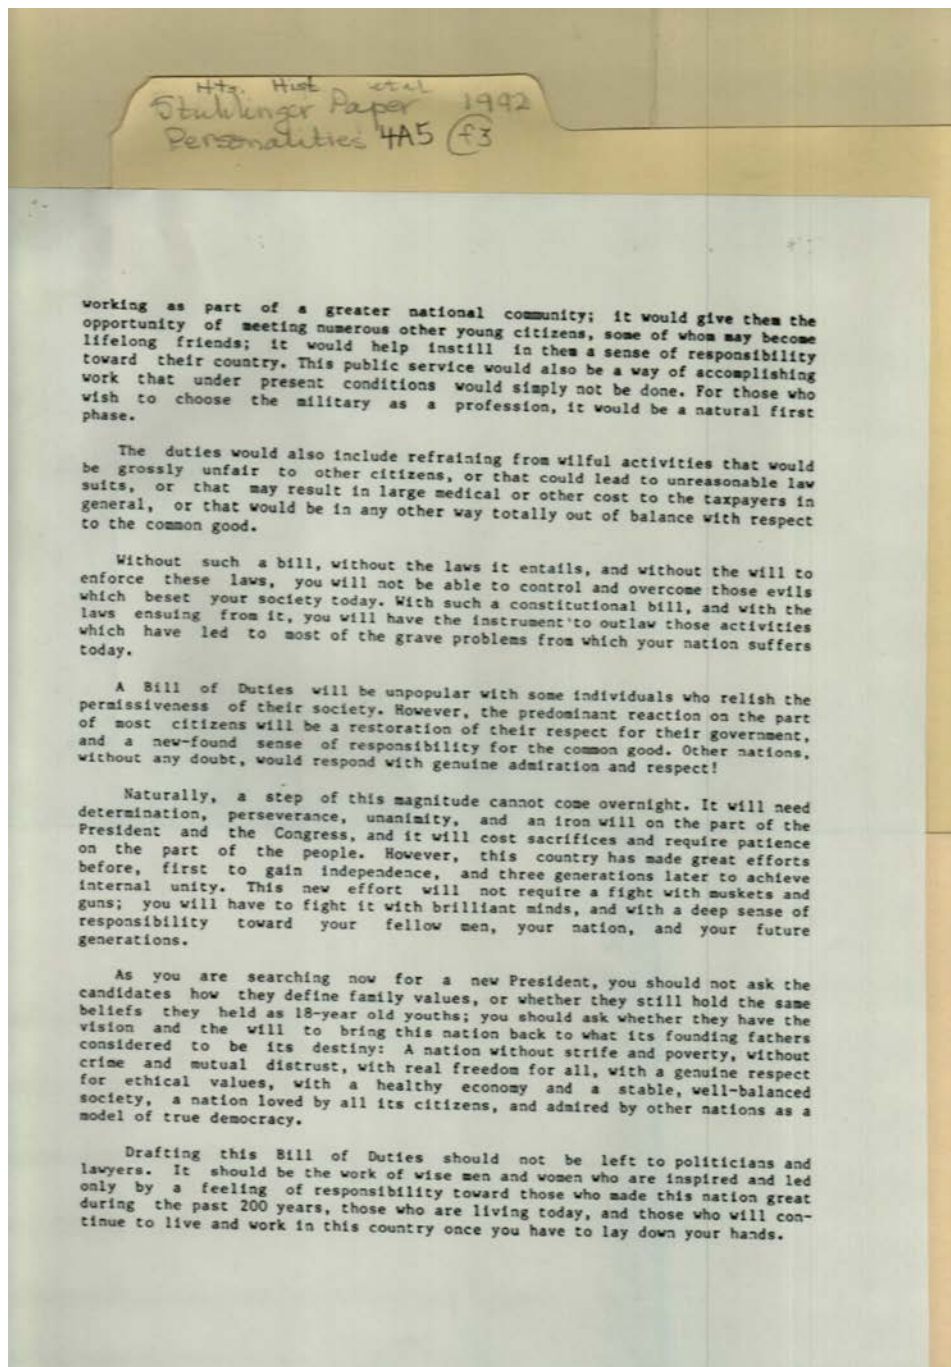 Hts. Hist et al
Stuhlinger Paper 1992
Personalities 4A5 f3
working as part of a greater national community; it would give them the
opportunity of meeting numerous other young citizens, some of whom may become
lifelong friends; it would help instill in them a sense of responsibility
toward their country. This public service would also be a way of accomplishing
work that under present conditions would simply not be done. For those who
wish to choose the military as a profession, it would be a natural first
phase.
The duties would also include refraining from wilful activities that would
be grossly unfair to other citizens, or that could lead to unreasonable law
suits, or that may result in large medical or other cost to the taxpayers in
general, or that would be in any other way totally out of balance with respect
to the common good.
Without such a bill, without the laws it entails, and without the will to
enforce these laws, you will not be able to control and overcome those evils
which beset your society today. With such a constitutional bill, and with the
laws ensuing from it, you will have the instrument to outlaw those activities
which have led to most of the grave problems from which your nation suffers
today.
A Bill of Duties will be unpopular with some individuals who relish the
permissiveness of their society. However, the predominant reaction on the part
of most citizens will be a restoration of their respect for their government,
and a new-found sense of responsibility for the common good. Other nations,
without any doubt, would respond with genuine admiration and respect!
Naturally, a step of this magnitude cannot come overnight. It will need
determination, perseverance, unanimity, and an iron will on the part of the
President and the Congress, and it will cost sacrifices and require patience
on the part of the people. However, this country has made great efforts
before, first to gain independence, and three generations later to achieve
internal unity. This new effort will not require a fight with muskets and
guns; you will have to fight it with brilliant minds, and with a deep sense of
responsibility toward your fellow men, your nation, and your future
generations.
As you are searching now for a new President, you should not ask the
candidates how they define family values, or whether they still hold the same
beliefs they held as 18-year old youths; you should ask whether they have the
vision and the will to bring this nation back to what its founding fathers
considered to be its destiny: A nation without strife and poverty, without
crime and mutual distrust, with real freedom for all, with a genuine respect
for ethical values, with a healthy economy and a stable, well-balanced
society, a nation loved by all its citizens, and admired by other nations as a
model of true democracy.
Drafting this Bill of Duties should not be left to politicians and
lawyers. It should be the work of wise men and women who are inspired and led
only by a feeling of responsibility toward those who made this nation great
during the past 200 years, those who are living today, and those who will con-
tinue to live and work in this country once you have to lay down your hands.